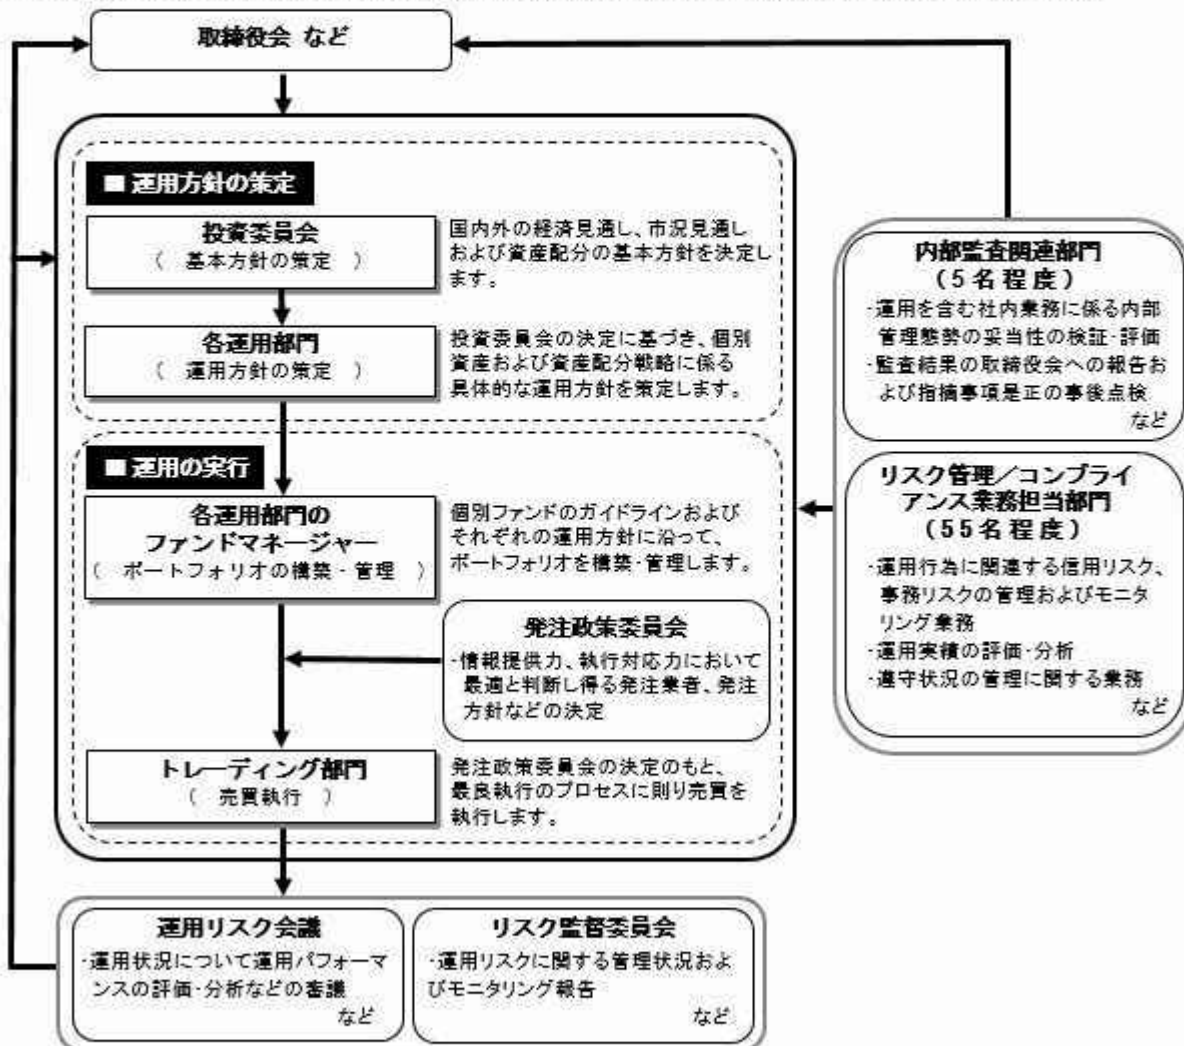 取締役会 など
■ 運用方針の策定
投資委員会
( 基本方針の策定 )
国内外の経済見通し、市況見通し
および資産配分の基本方針を決定し
ます。
各運用部門
( 運用方針の策定 )
投資委員会の決定に基づき、個別
資産および資産配分戦略に係る
具体的な運用方針を策定します。
■ 運用の実行
各運用部門の
ファンドマネージャー
( ポートフォリオの構築・管理 )
個別ファンドのガイドラインおよび
それぞれの運用方針に沿って、
ポートフォリオを構築・管理します。
発注政策委員会
・情報提供力、執行対応力において
最適と判断し得る発注業者、発注
方針などの決定
トレーディング部門
( 売買執行 )
発注政策委員会の決定のもと、
最良執行のプロセスに則り売買を
執行します。
内部監査関連部門
(5名程度)
・運用を含む社内業務に係る内部
管理態勢の妥当性の検証・評価
・監査結果の取締役会への報告お
よび指摘事項是正の事後点検
など
リスク管理/コンプライ
アンス業務担当部門
(55名程度)
・運用行為に関連する信用リスク、
事務リスクの管理およびモニタ
リング業務
・運用実績の評価・分析
・遵守状況の管理に関する業務
など
運用リスク会議
・運用状況について運用パフォーマ
ンスの評価・分析などの審議
など
リスク監督委員会
・運用リスクに関する管理状況およ
びモニタリング報告
など